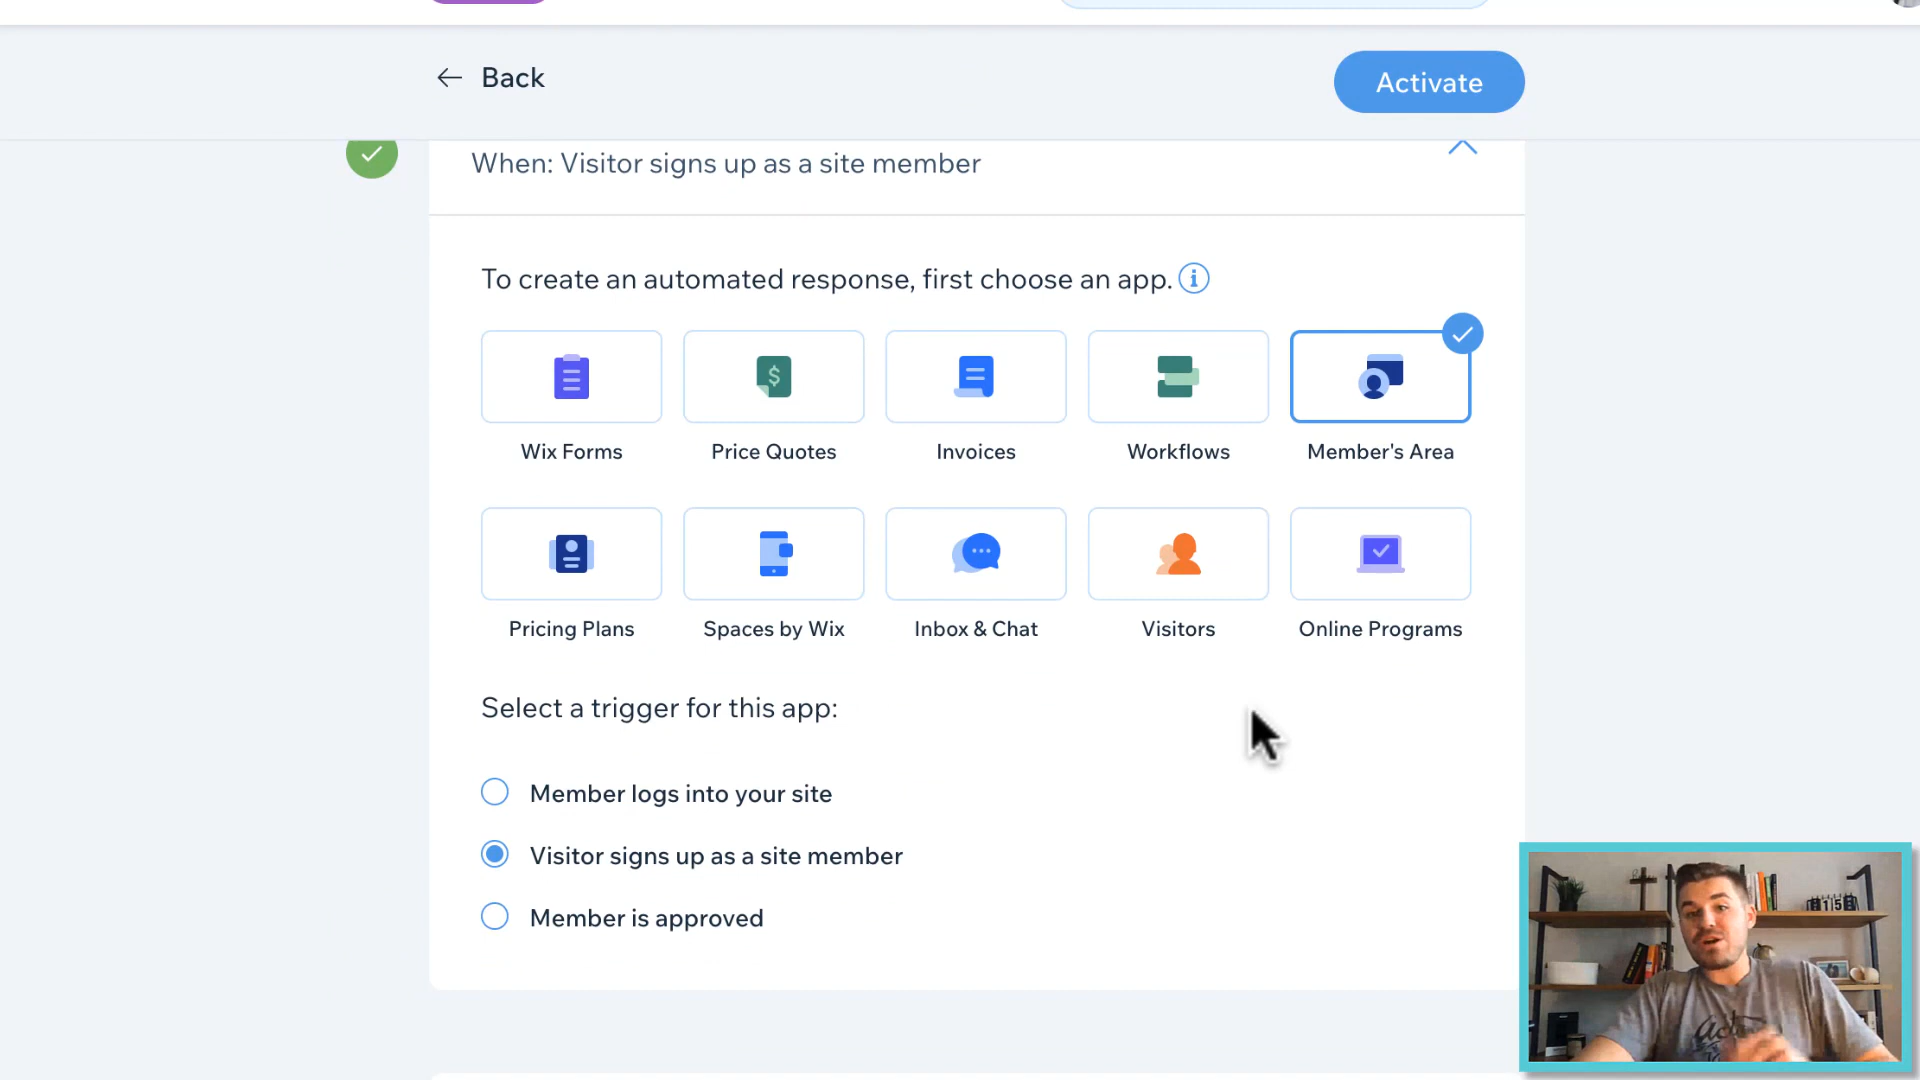 Back
Activate
When: Visitor signs up as a site member
To create an automated response, first choose an app.
Wix Forms
Price Quotes
Invoices
Workflows
Member's Area
Pricing Plans
Spaces by Wix
Inbox & Chat
Visitors
Online Programs
Select a trigger for this app:
Member logs into your site
Visitor signs up as a site member
Member is approved